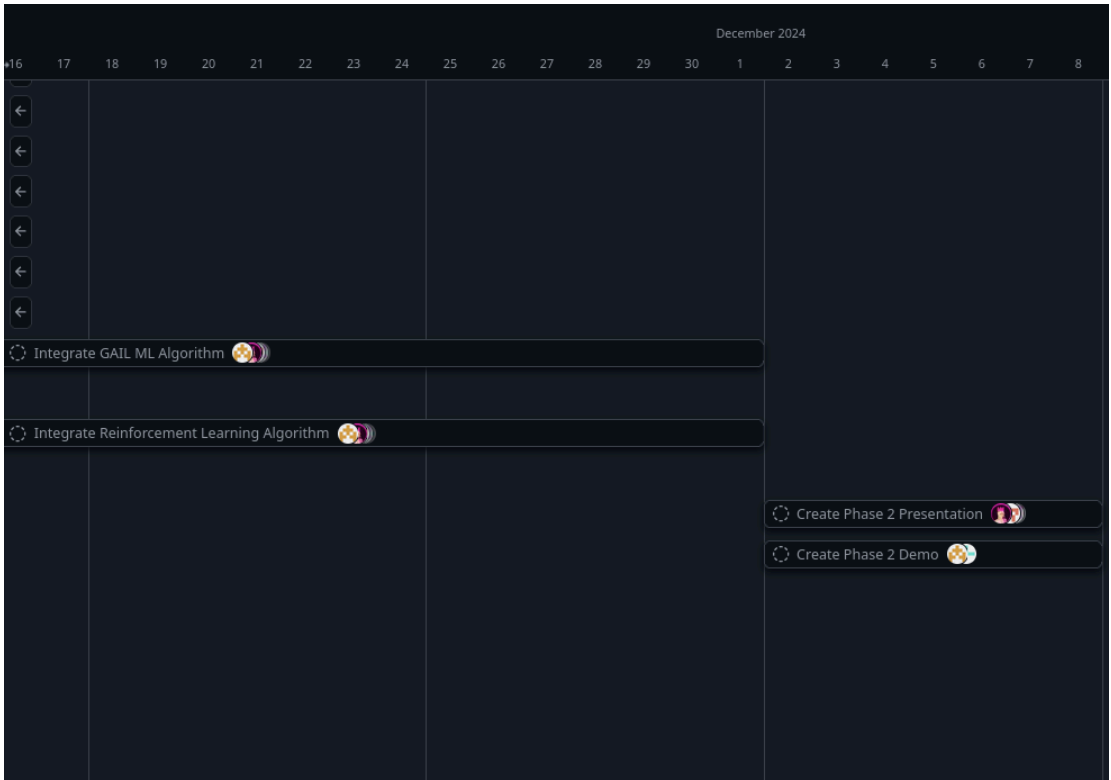 December 2024
16 17 18 19 20 21 22 23 24 25 26 27 28 29 30 1 2 3 4 5 6 7 8
Integrate GAIL ML Algorithm
Integrate Reinforcement Learning Algorithm
Create Phase 2 Presentation
Create Phase 2 Demo